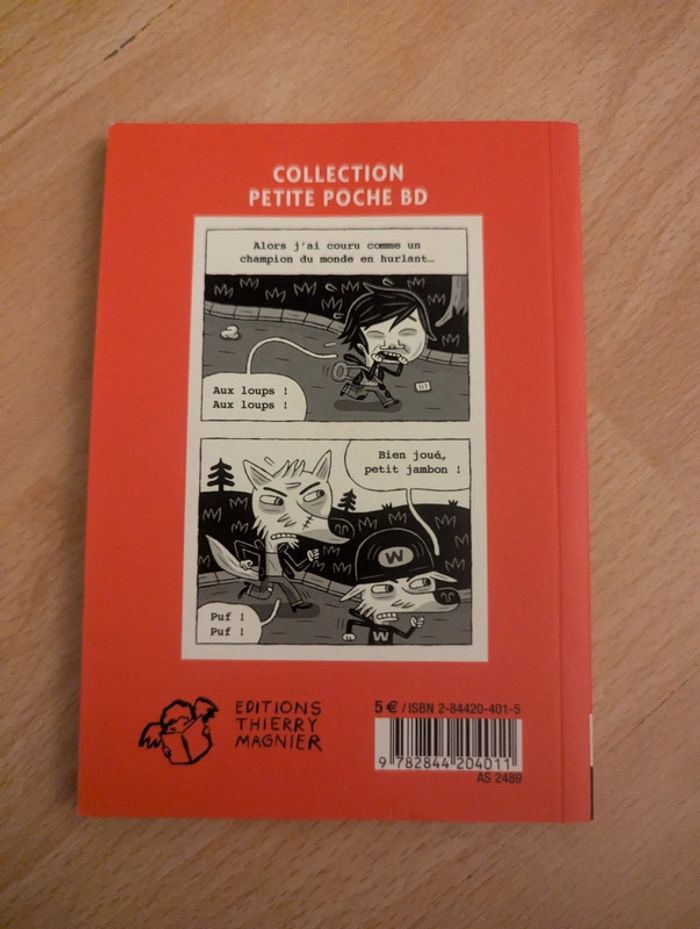 COLLECTION
PETITE POCHE BD
Alors j'ai couru comme un
champion du monde en hurlant…
Aux loups !
Aux loups !
Bien joué,
petit jambon !
W
W
Puf !
Puf !
EDITIONS
THIERRY
MAGNIER
5 € / ISBN 2-84420-401-5
9 782844 204011
AS 2489